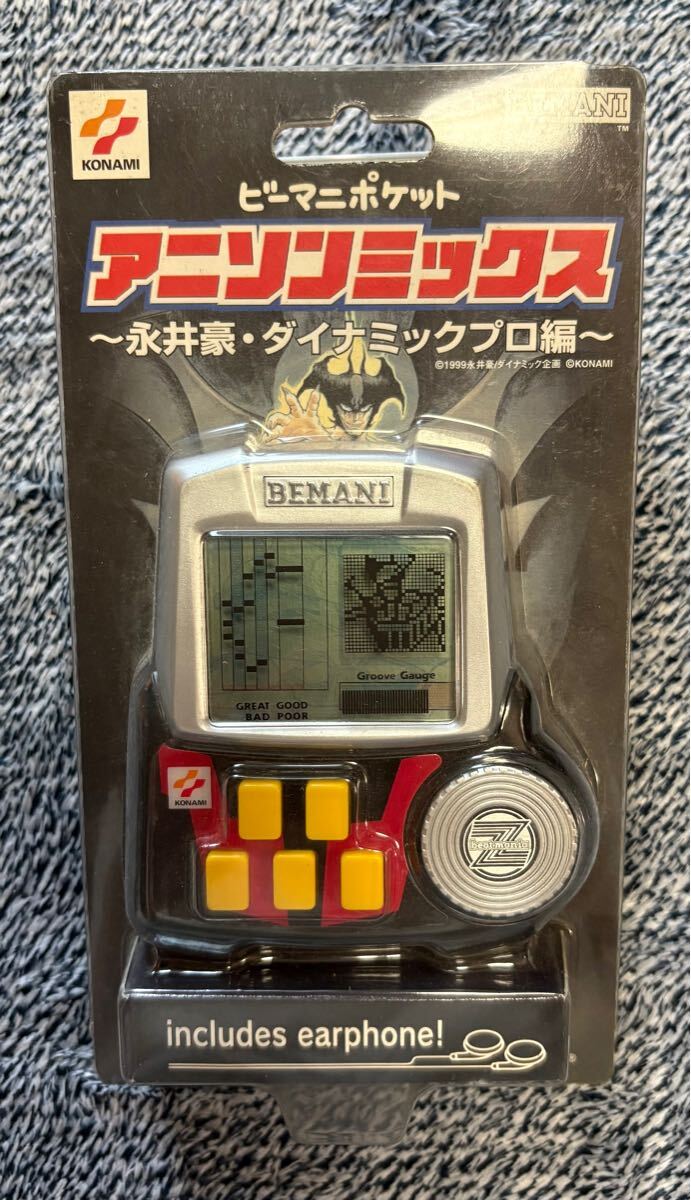 KONAMI
BEMANI
TM
ビーマニポケット
アニソンミックス
～永井豪・ダイナミックプロ編～
©1999永井豪/ダイナミック企画 ©KONAMI
BEMANI
Groove Gauge
GREAT GOOD
BAD POOR
KONAMI
Z
beatmania
includes earphone!